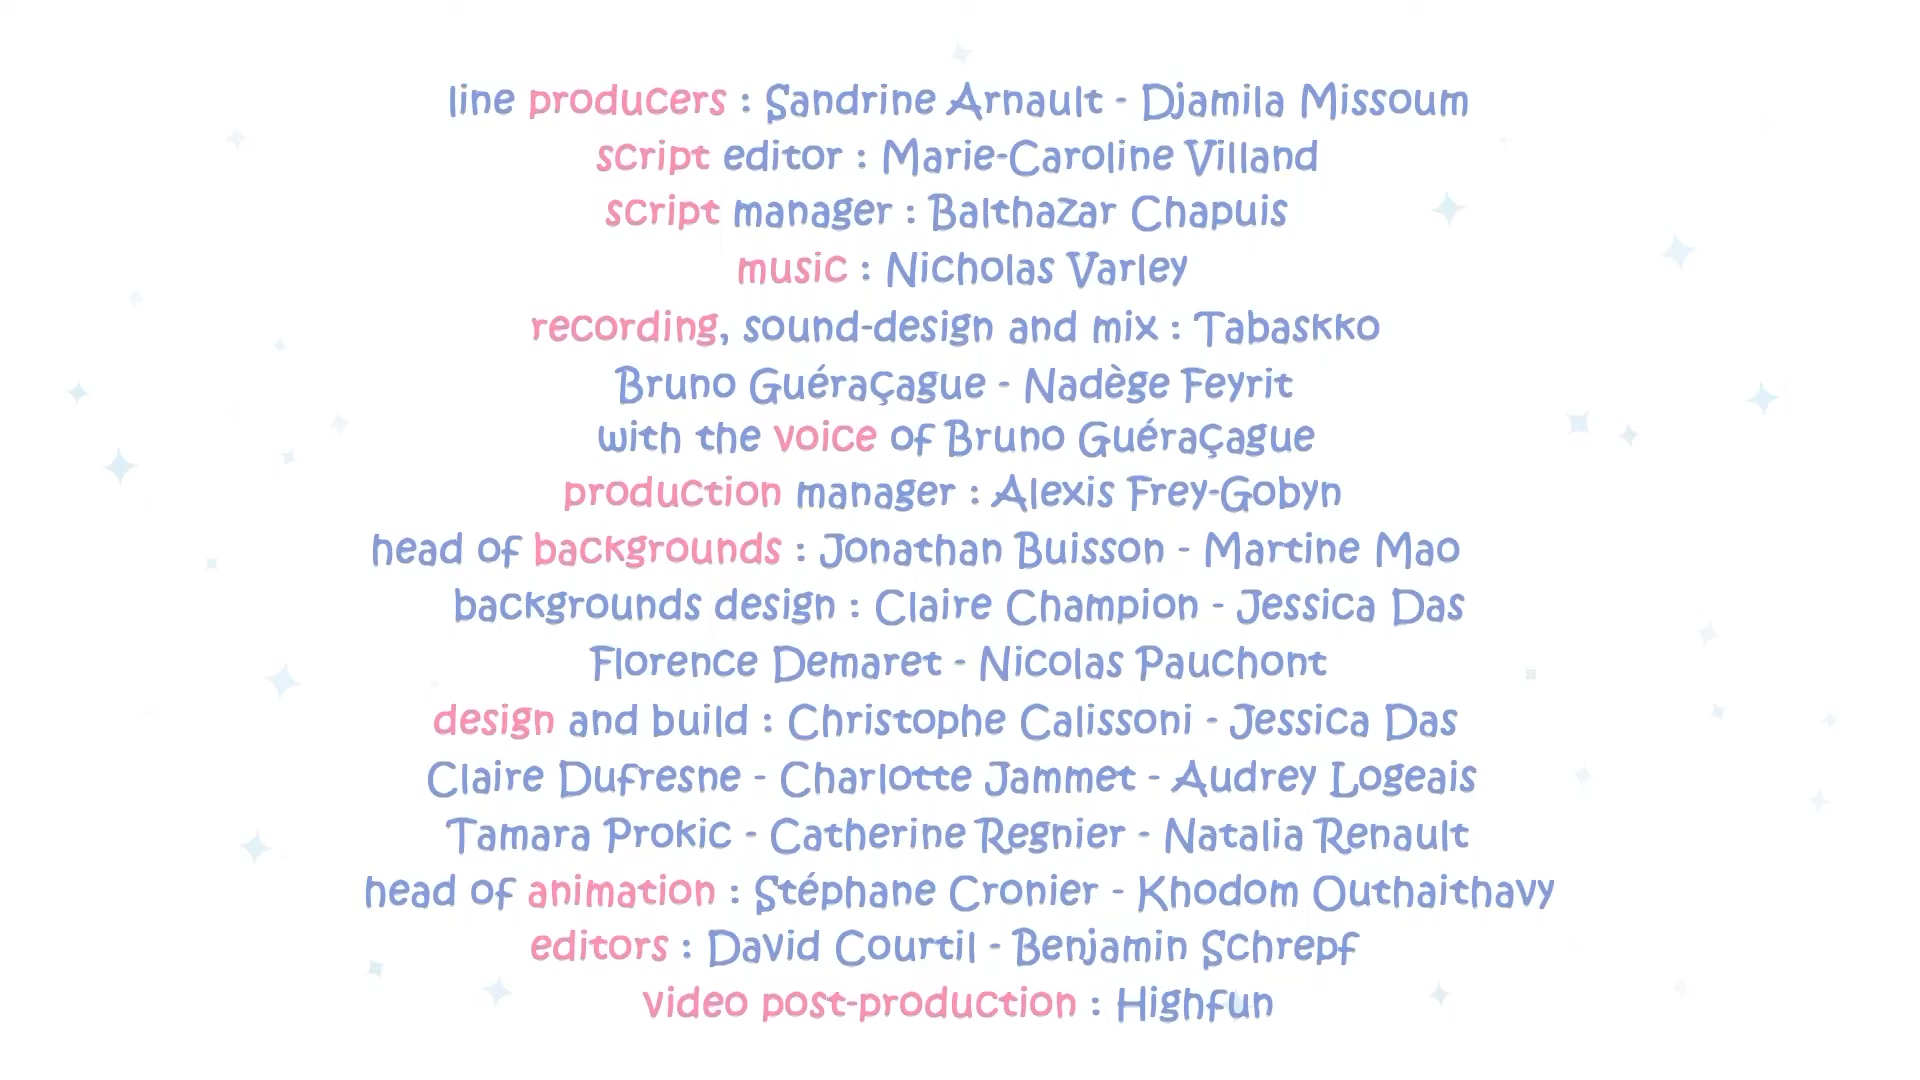 line producers : Sandrine Arnault - Djamila Missoum
script editor : Marie-Caroline Villand
script manager : Balthazar Chapuis
music : Nicholas Varley
recording, sound-design and mix : Tabaskko
Bruno Guéraçague - Nadège Feyrit
with the voice of Bruno Guéraçague
production manager : Alexis Frey-Gobyn
head of backgrounds : Jonathan Buisson - Martine Mao
backgrounds design : Claire Champion - Jessica Das
Florence Demaret - Nicolas Pauchont
design and build : Christophe Calissoni - Jessica Das
Claire Dufresne - Charlotte Jammet - Audrey Logeais
Tamara Prokic - Catherine Regnier - Natalia Renault
head of animation : Stéphane Cronier - Khodom Outhaithavy
editors : David Courtil - Benjamin Schrepf
video post-production : Highfun